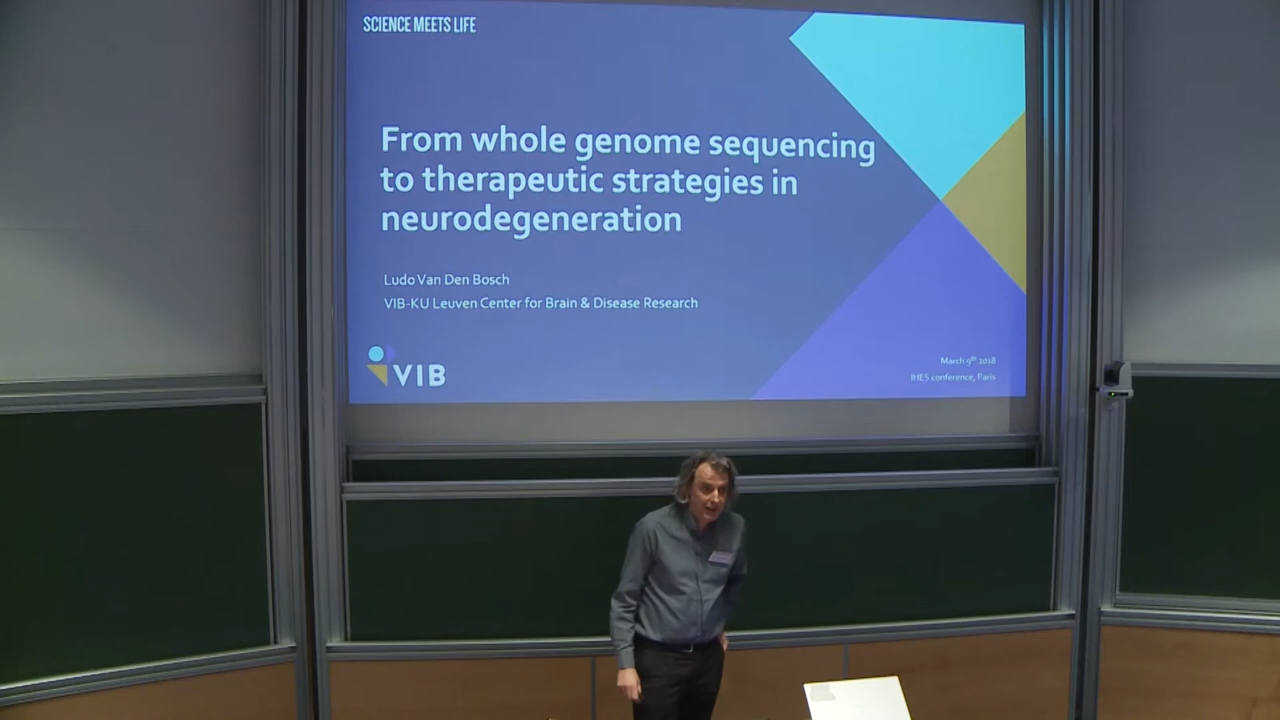 SCIENCE MEETS LIFE
From whole genome sequencing
to therapeutic strategies in
neurodegeneration
Ludo Van Den Bosch
VIB-KU Leuven Center for Brain & Disease Research
VIB
March 9th 2018
IHES conference, Paris